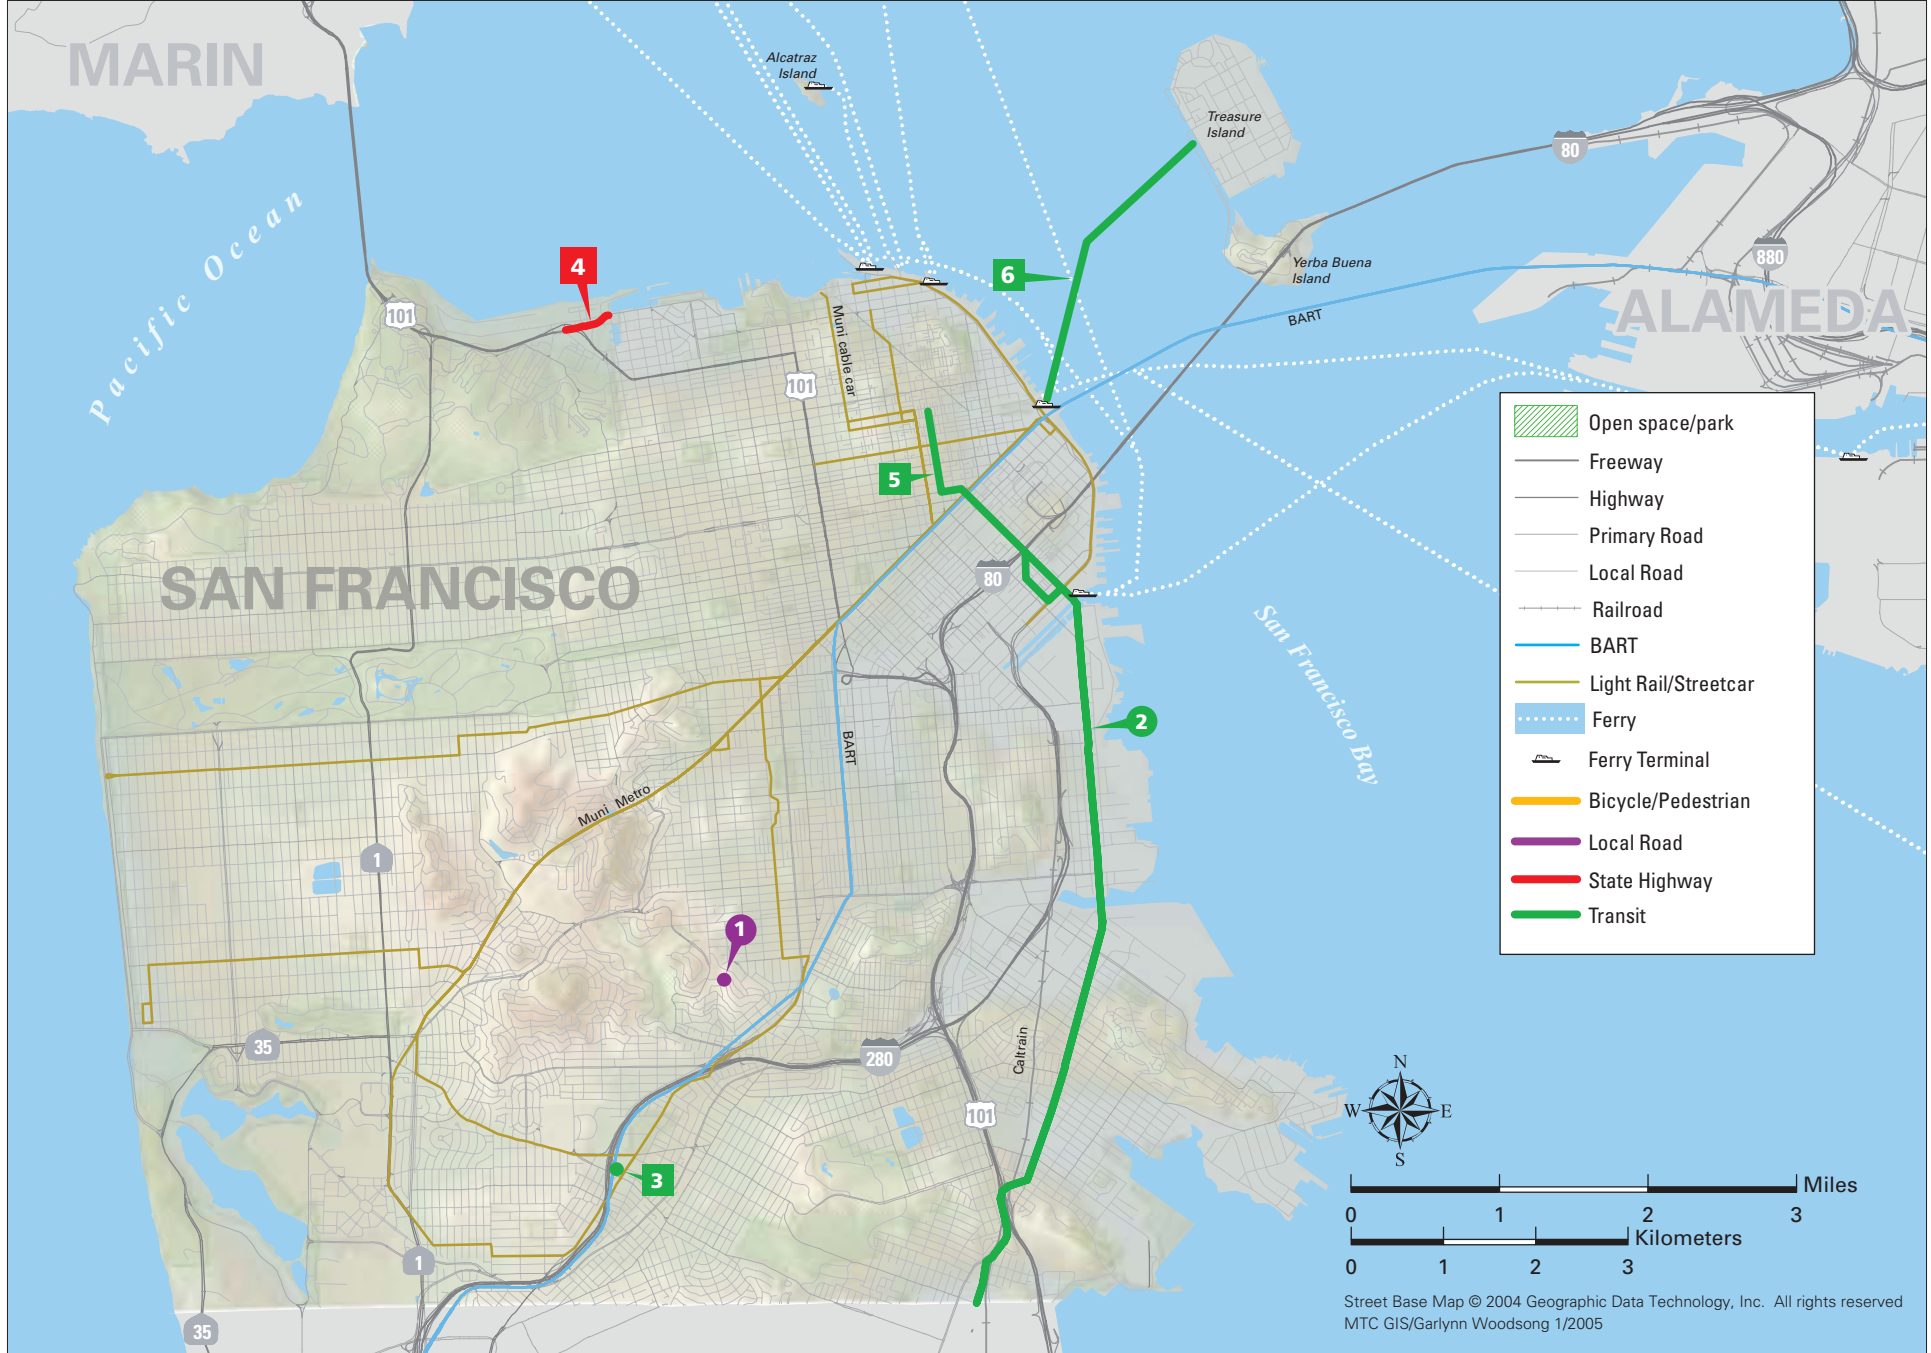 MARIN
Alcatraz
Island
Treasure
Island
80
Pacific Ocean
4
6
Yerba Buena
Island
880
ALAMEDA
101
BART
Muni cable car
101
5
SAN FRANCISCO
80
San Francisco Bay
2
BART
Muni Metro
1
1
35
280
Caltrain
101
3
1
35
Open space/park
Freeway
Highway
Primary Road
Local Road
Railroad
BART
Light Rail/Streetcar
Ferry
Ferry Terminal
Bicycle/Pedestrian
Local Road
State Highway
Transit
N
W E
S
Miles
0 1 2 3
Kilometers
0 1 2 3
Street Base Map © 2004 Geographic Data Technology, Inc. All rights reserved
MTC GIS/Garlynn Woodsong 1/2005